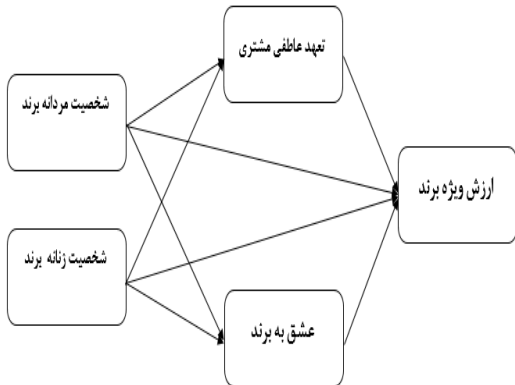 تعهد عاطفی مشتری
شخصیت مردانه برند
ارزش ویژه برند
شخصیت زنانه برند
عشق به برند